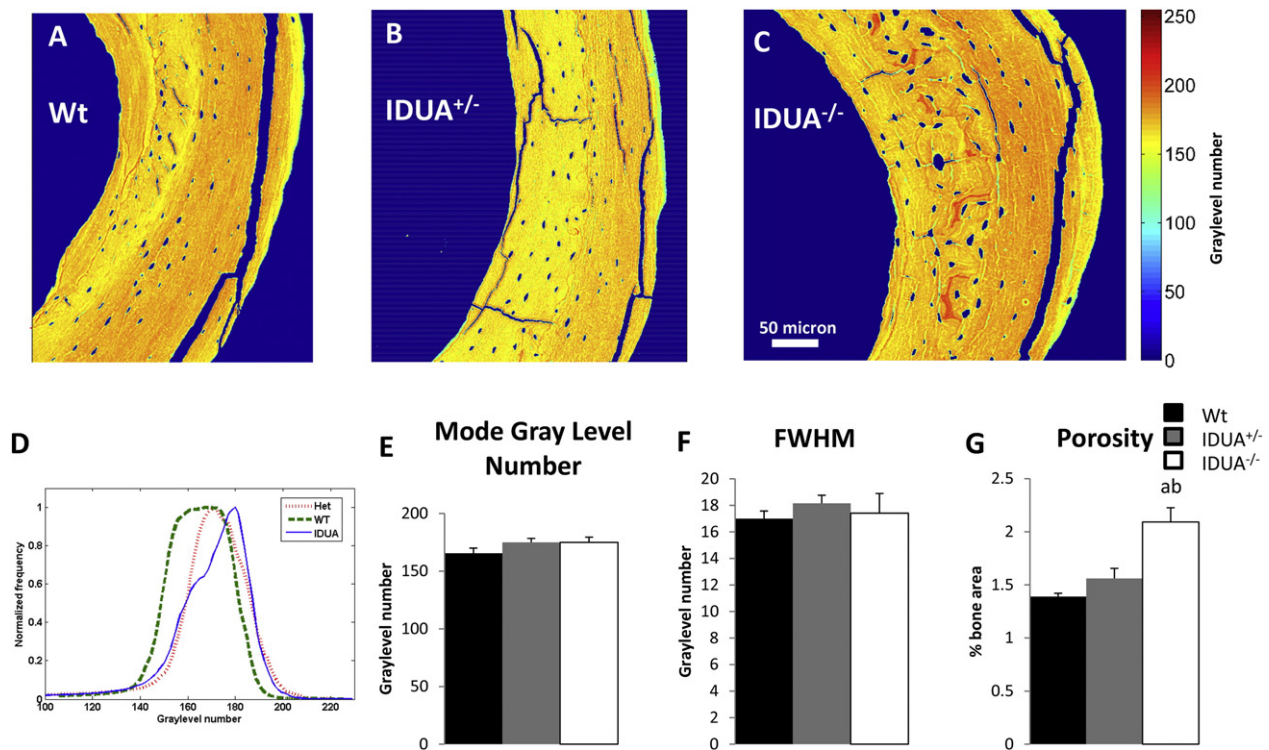 A
Wt
B
IDUA+/-
C
IDUA-/-
50 micron
250
200
150
100
50
0
Graylevel number
D
Normalized frequency
1
0.8
0.6
0.4
0.2
0
100 120 140 160 180 200 220
Graylevel number
Het
WT
IDUA
E
Mode Gray Level
Number
Graylevel number
200
150
100
50
0
F
FWHM
Graylevel number
20
18
16
14
12
10
8
6
4
2
0
G
Porosity
% bone area
2.5
2
1.5
1
0.5
0
ab
Wt
IDUA+/-
IDUA-/-